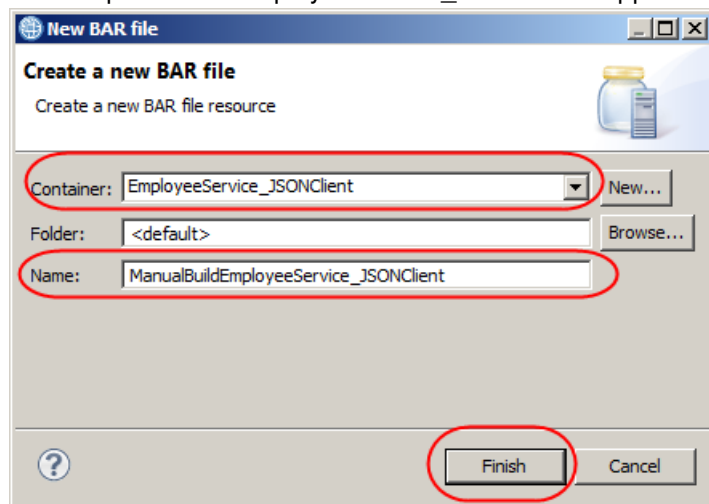 New BAR file
Create a new BAR file
Create a new BAR file resource
Container: EmployeeService_JSONClient New...
Folder: <default> Browse...
Name: ManualBuildEmployeeService_JSONClient
? Finish Cancel